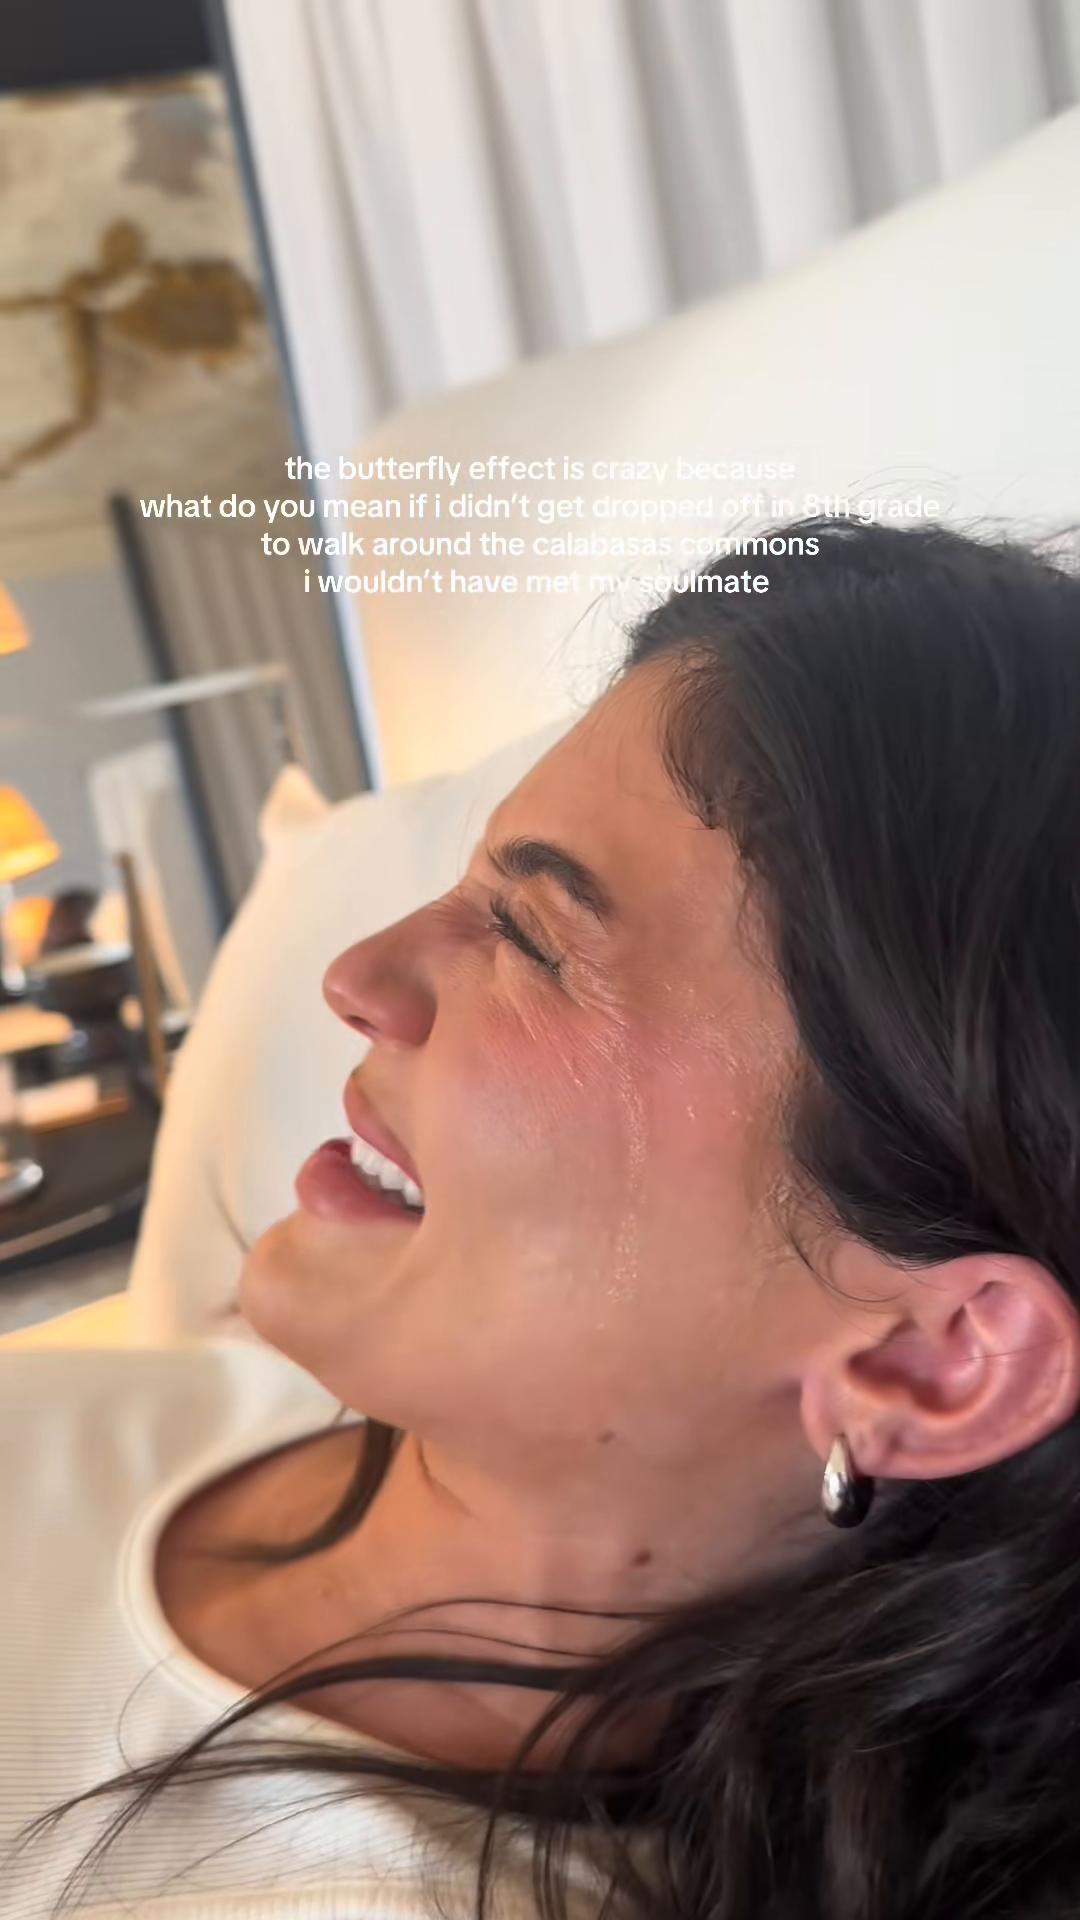 the butterfly effect is crazy because
what do you mean if i didn't get dropped off in 8th grade
to walk around the calabasas commons
i wouldn't have met my soulmate